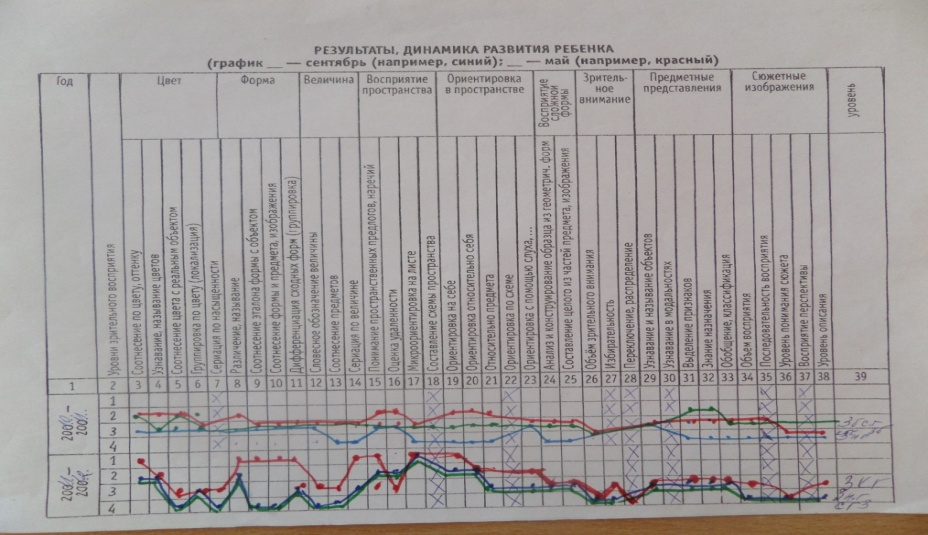 РЕЗУЛЬТАТЫ, ДИНАМИКА РАЗВИТИЯ РЕБЕНКА
(график __ — сентябрь (например, синий); __ — май (например, красный)
Год
Цвет
Форма
Величина
Восприятие
пространства
Ориентировка
в пространстве
Восприятие
сложной
формы
Зритель-
ное
внимание
Предметные
представления
Сюжетные
изображения
уровень
Уровни зрительного восприятия
Соотнесение по цвету, оттенку
Узнавание, называние цветов
Соотнесение цвета с реальным объектом
Группировка по цвету (локализация)
Сериация по насыщенности
Различение, называние
Соотнесение эталона формы с объектом
Соотнесение формы и предмета, изображения
Дифференциация сходных форм (группировка)
Словесное обозначение величины
Соотнесение предметов
Сериация по величине
Понимание пространственных предлогов, наречий
Оценка удаленности
Микроориентировка на листе
Составление схемы пространства
Ориентировка на себе
Ориентировка относительно себя
Относительно предмета
Ориентировка по схеме
Ориентировка с помощью слуха, ...
Анализ и конструирование образца из геометрич. форм
Составление целого из частей предмета, изображения
Объём зрительного внимания
Избирательность
Переключение, распределение
Узнавание и называние объектов
Узнавание в модальностях
Выделение признаков
Знание назначения
Обобщение, классификация
Объём восприятия
Последовательность восприятия
Уровень понимания сюжета
Восприятие перспективы
Уровень описания
1 2 3 4 5 6 7 8 9 10 11 12 13 14 15 16 17 18 19 20 21 22 23 24 25 26 27 28 29 30 31 32 33 34 35 36 37 38 39
1
2
3
4
1
2
3
4